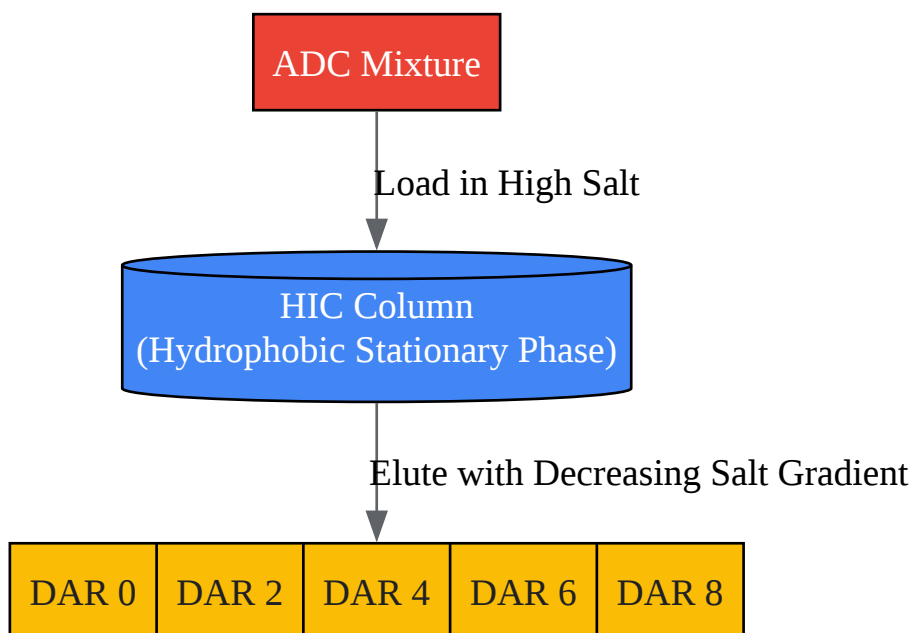 ADC Mixture
Load in High Salt
HIC Column
(Hydrophobic Stationary Phase)
Elute with Decreasing Salt Gradient
DAR 0 DAR 2 DAR 4 DAR 6 DAR 8